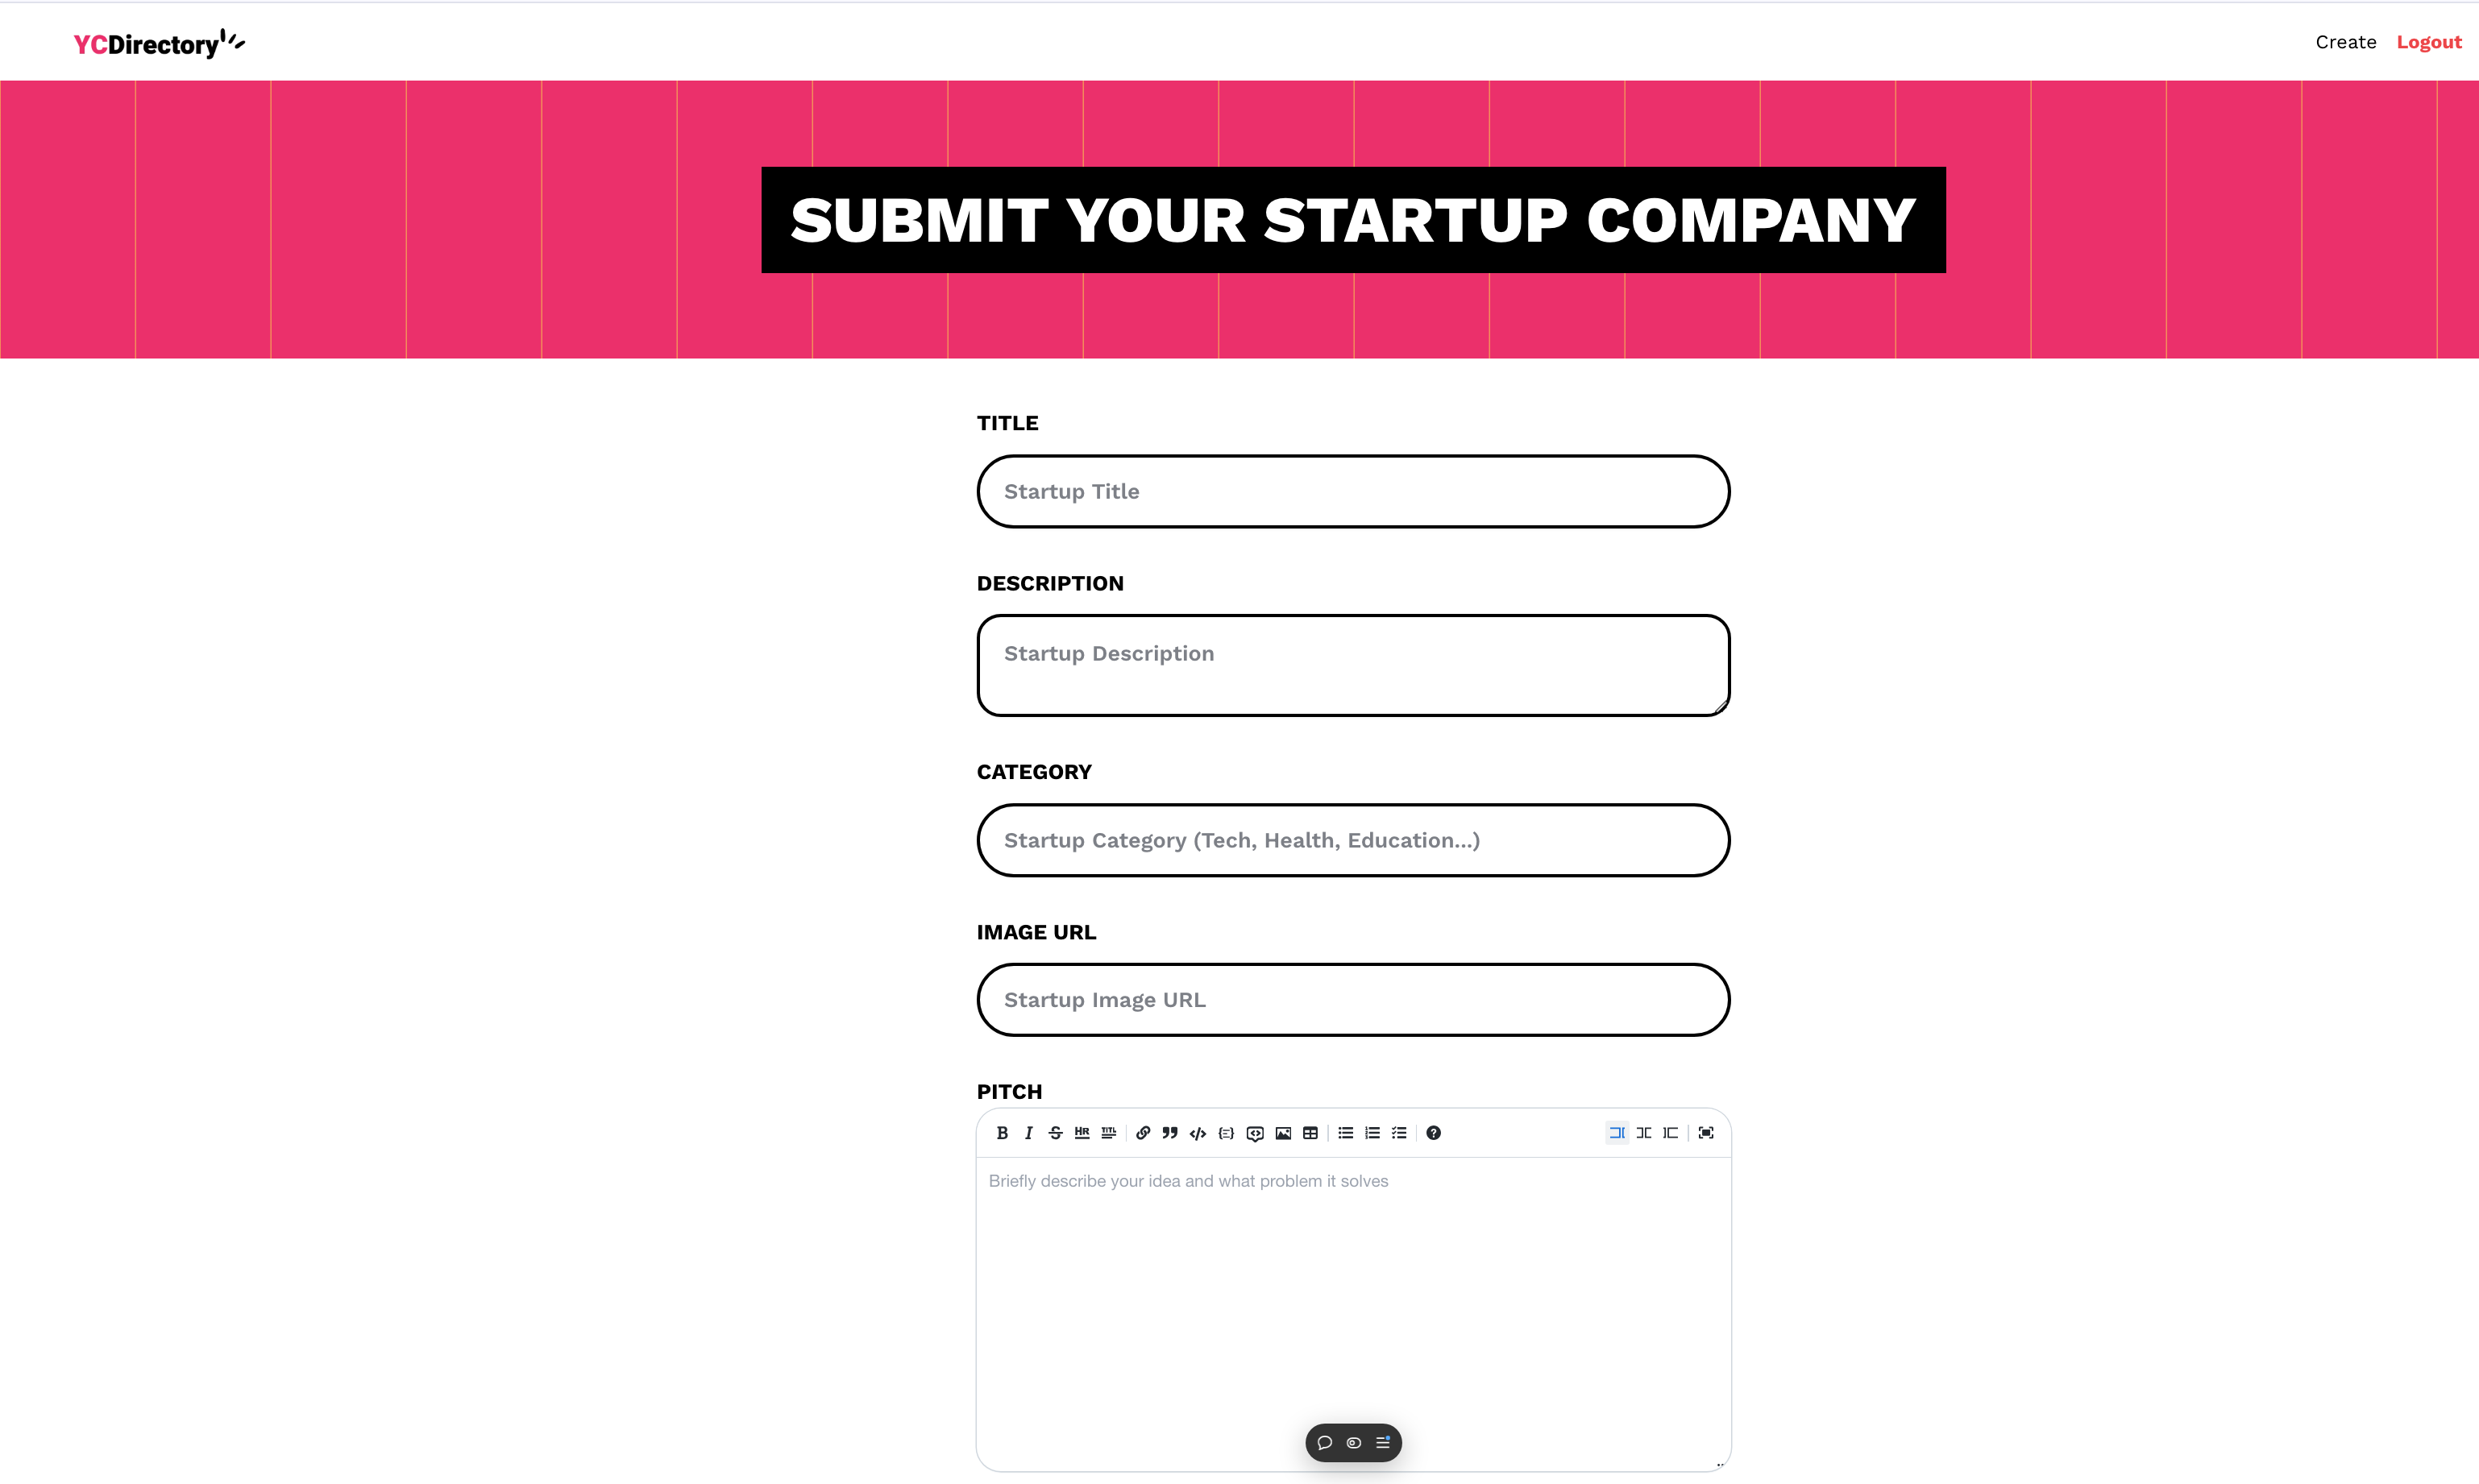 YCDirectory
Create Logout
SUBMIT YOUR STARTUP COMPANY
TITLE
Startup Title
DESCRIPTION
Startup Description
CATEGORY
Startup Category (Tech, Health, Education...)
IMAGE URL
Startup Image URL
PITCH
HR TITL
Briefly describe your idea and what problem it solves